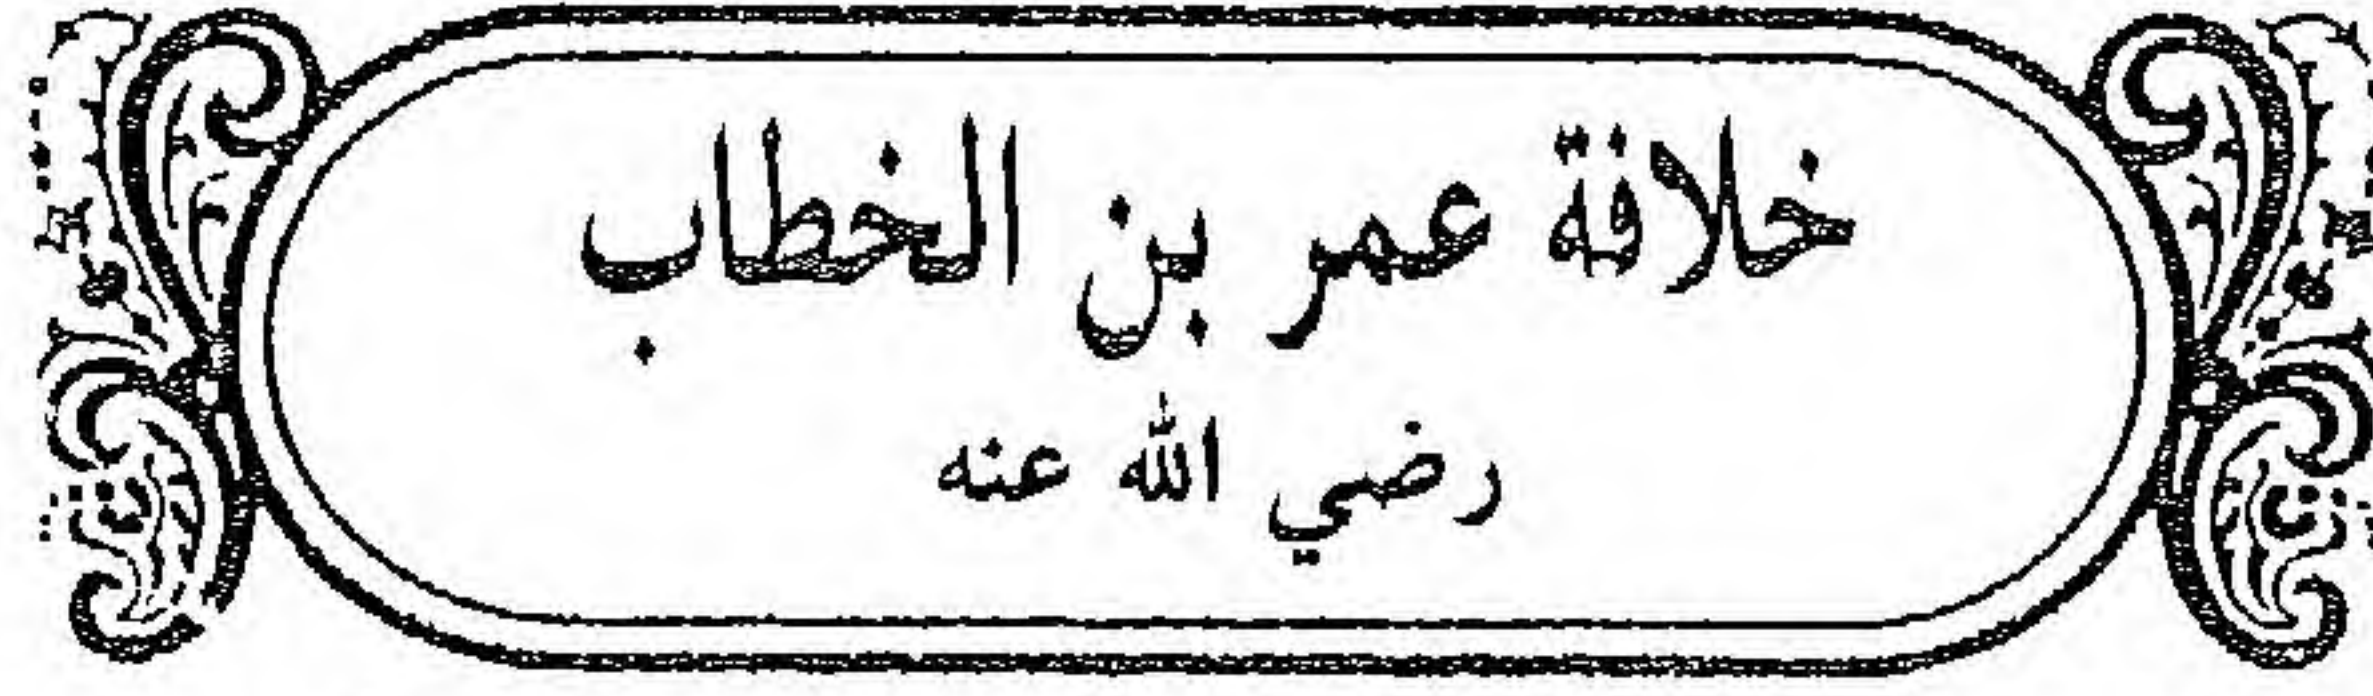 خلافة عمر بن الخطاب
رضي الله عنه